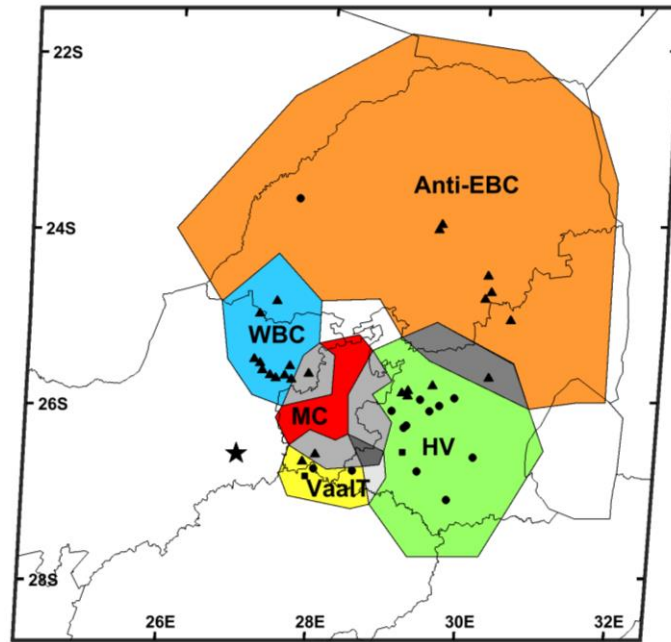 22S
Anti-EBC
24S
WBC
26S
MC
HV
VaalT
28S
26E
28E
30E
32E